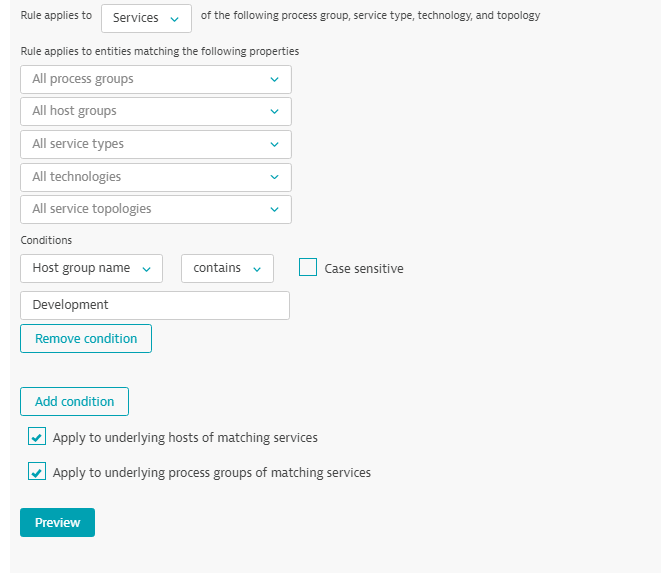 Rule applies to Services of the following process group, service type, technology, and topology
Rule applies to entities matching the following properties
All process groups
All host groups
All service types
All technologies
All service topologies
Conditions
Host group name contains Case sensitive
Development
Remove condition
Add condition
Apply to underlying hosts of matching services
Apply to underlying process groups of matching services
Preview